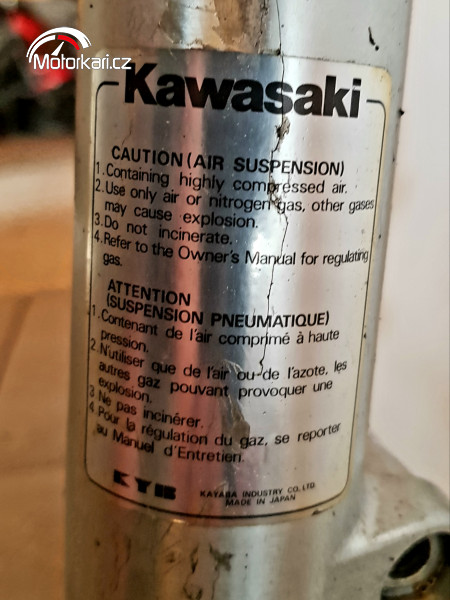 Motorkari.cz
Kawasaki
CAUTION (AIR SUSPENSION)
1. Containing highly compressed air.
2. Use only air or nitrogen gas, other gases
may cause explosion.
3. Do not incinerate.
4. Refer to the Owner's Manual for regulating
gas.
ATTENTION
(SUSPENSION PNEUMATIQUE)
1. Contenant de l'air comprimé à haute
pression.
2. N'utiliser que de l'air ou de l'azote, les
autres gaz pouvant provoquer une
explosion.
3 Ne pas incinérer.
4. Pour la régulation du gaz, se reporter
au Manuel d'Entretien.
KYB
KAYABA INDUSTRY CO., LTD.
MADE IN JAPAN